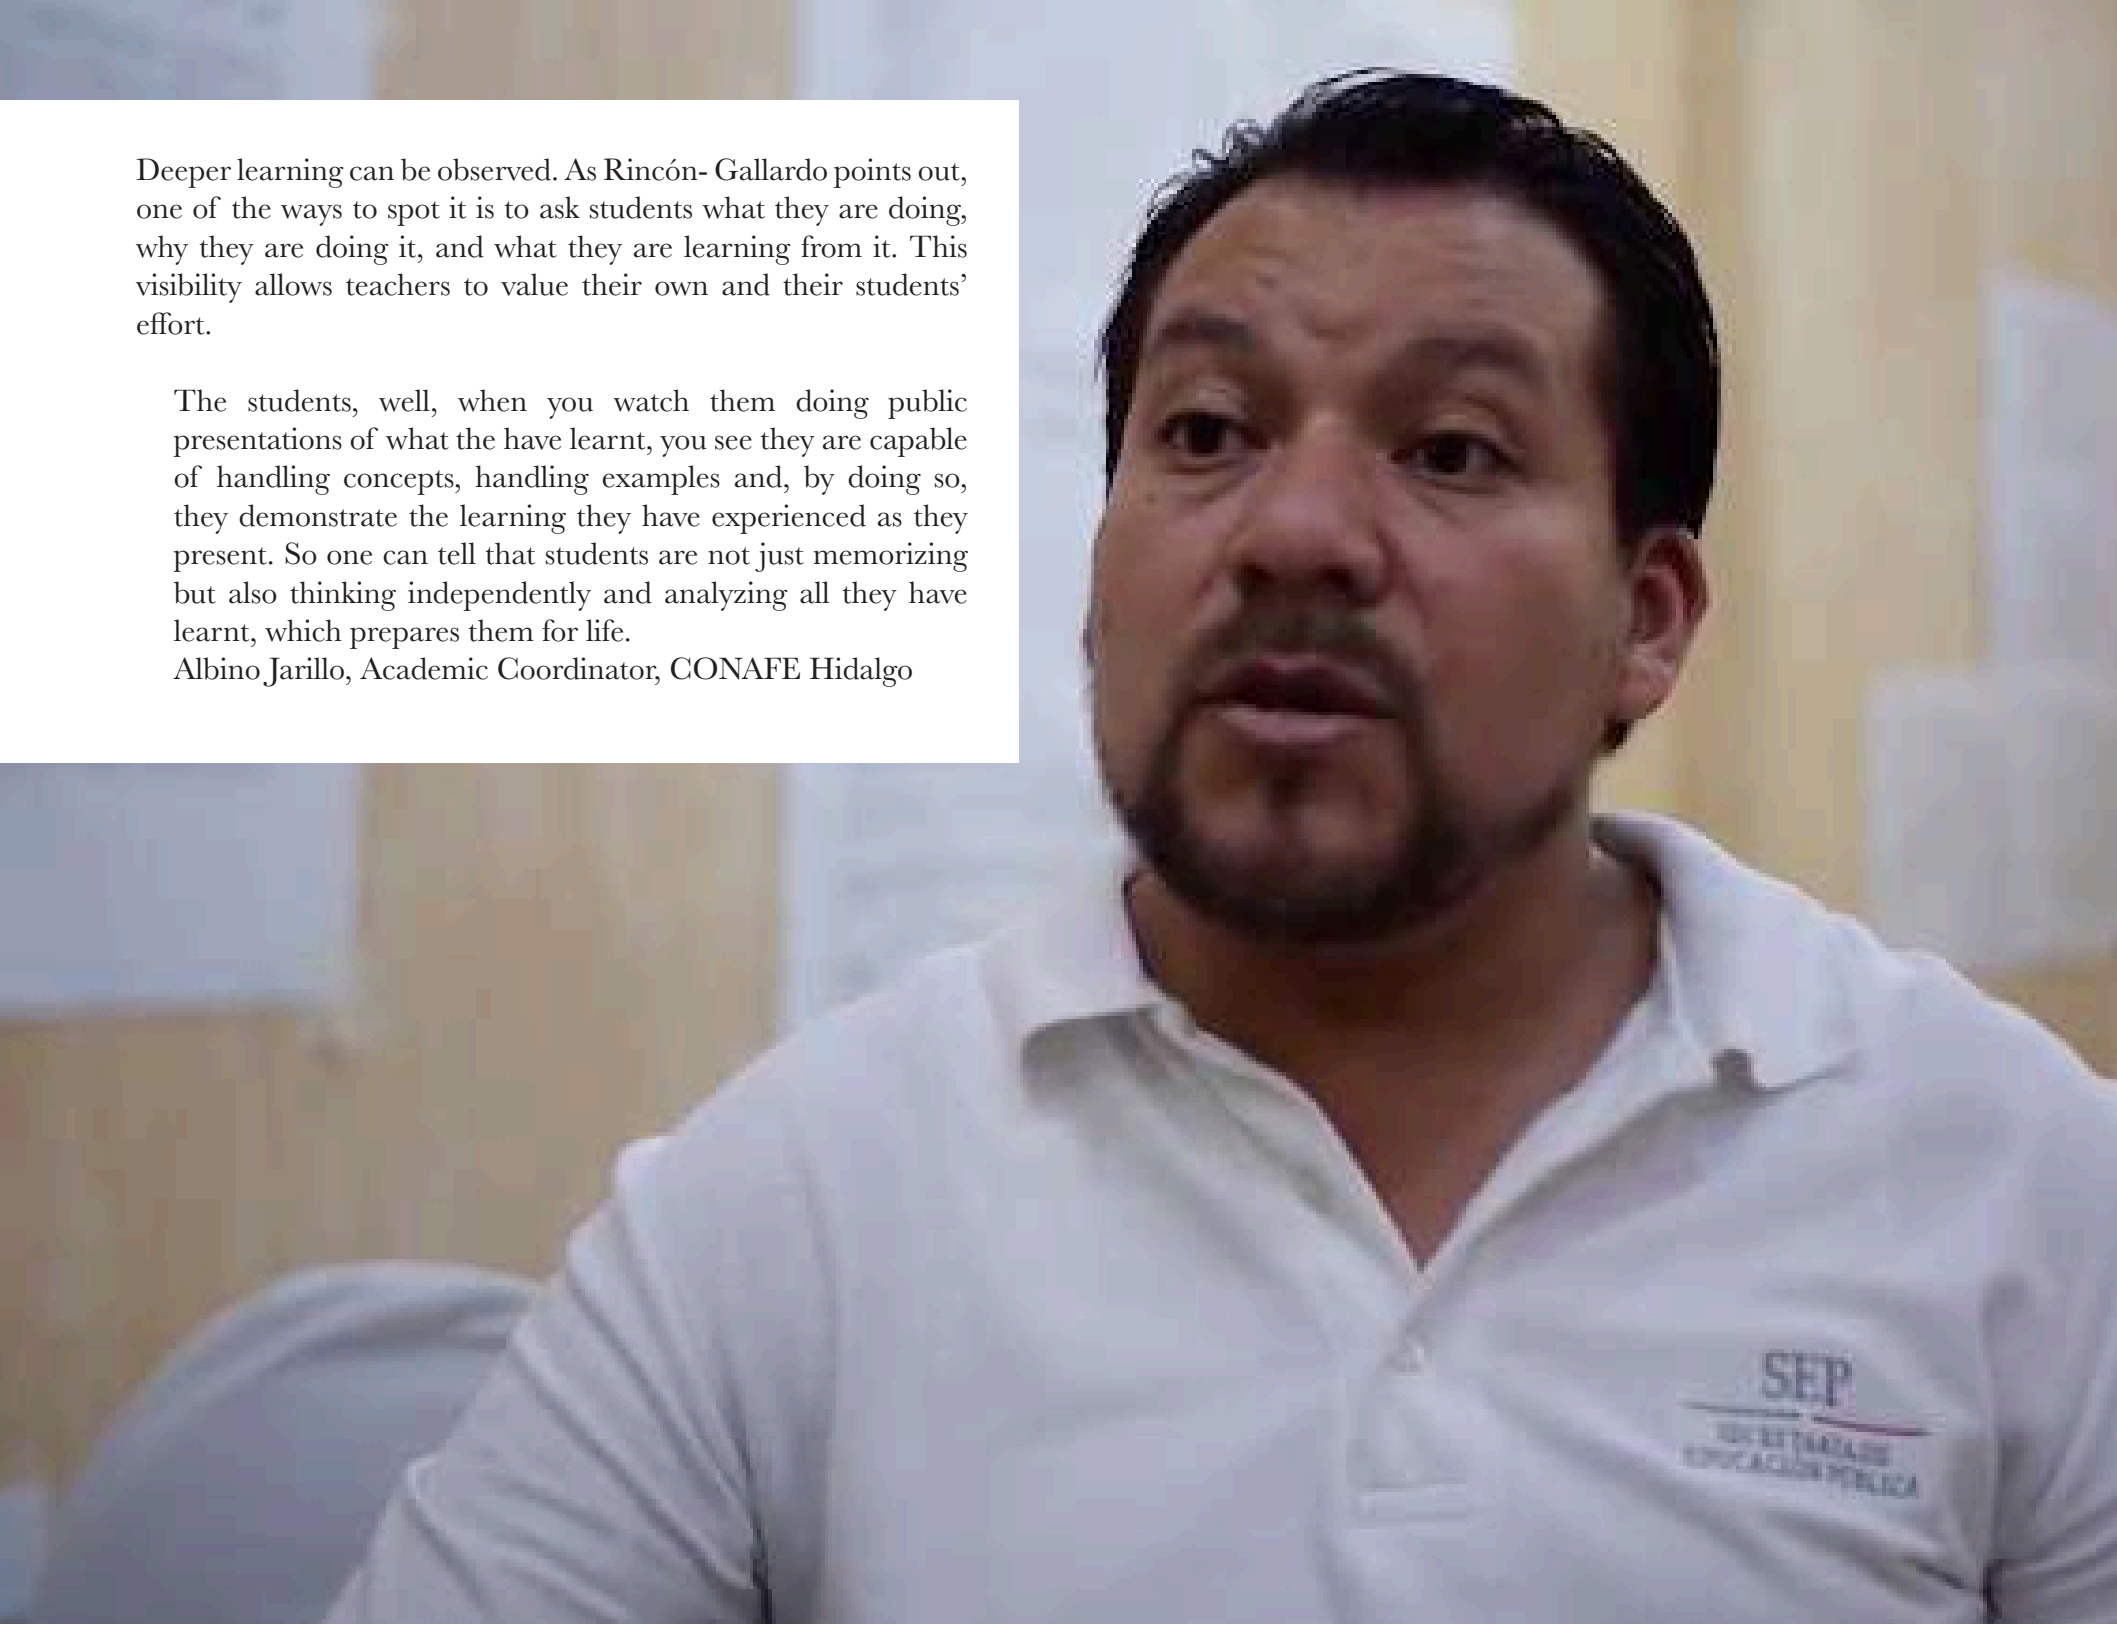 Deeper learning can be observed. As Rincón- Gallardo points out,
one of the ways to spot it is to ask students what they are doing,
why they are doing it, and what they are learning from it. This
visibility allows teachers to value their own and their students’
effort.
The students, well, when you watch them doing public
presentations of what the have learnt, you see they are capable
of handling concepts, handling examples and, by doing so,
they demonstrate the learning they have experienced as they
present. So one can tell that students are not just memorizing
but also thinking independently and analyzing all they have
learnt, which prepares them for life.
Albino Jarillo, Academic Coordinator, CONAFE Hidalgo
SEP
SECRETARÍA DE
EDUCACIÓN PÚBLICA